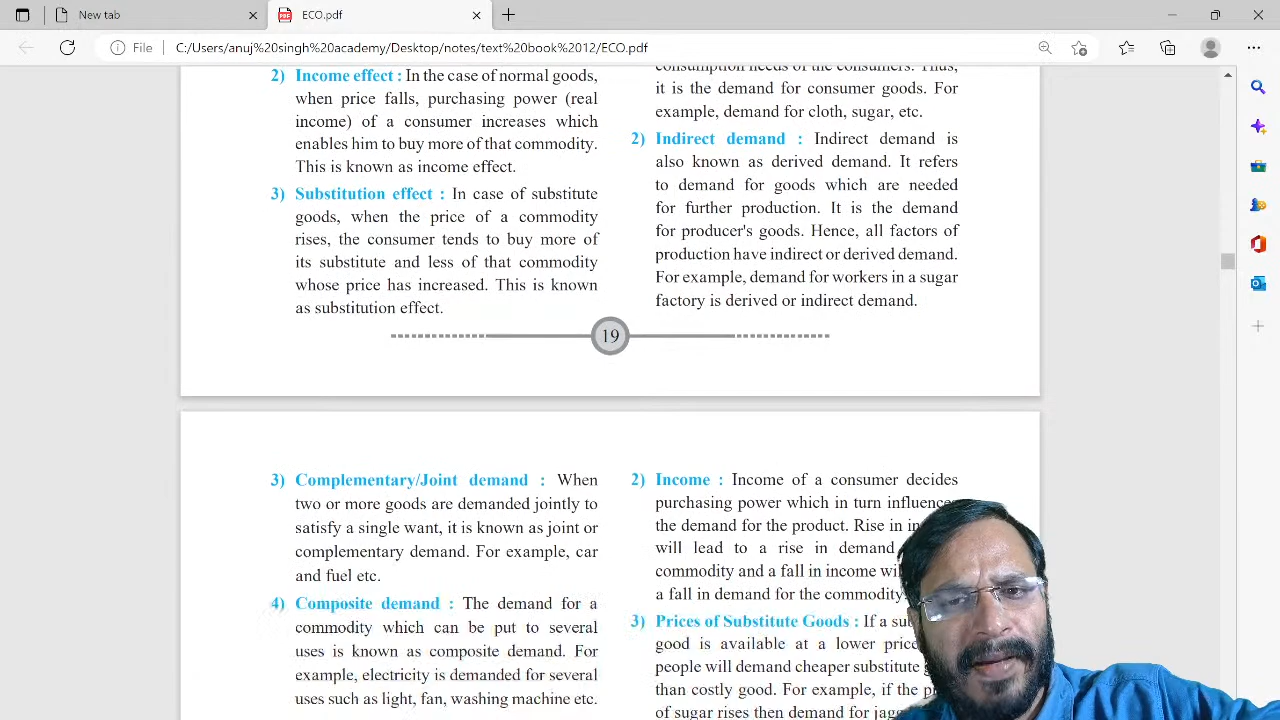 New tab
ECO.pdf
File
C:/Users/anuj%20singh%20academy/Desktop/notes/text%20book%2012/ECO.pdf
2) Income effect : In the case of normal goods,
when price falls, purchasing power (real
income) of a consumer increases which
enables him to buy more of that commodity.
This is known as income effect.
3) Substitution effect : In case of substitute
goods, when the price of a commodity
rises, the consumer tends to buy more of
its substitute and less of that commodity
whose price has increased. This is known
as substitution effect.
consumption needs of the consumers. Thus,
it is the demand for consumer goods. For
example, demand for cloth, sugar, etc.
2) Indirect demand : Indirect demand is
also known as derived demand. It refers
to demand for goods which are needed
for further production. It is the demand
for producer's goods. Hence, all factors of
production have indirect or derived demand.
For example, demand for workers in a sugar
factory is derived or indirect demand.
19
3) Complementary/Joint demand : When
two or more goods are demanded jointly to
satisfy a single want, it is known as joint or
complementary demand. For example, car
and fuel etc.
4) Composite demand : The demand for a
commodity which can be put to several
uses is known as composite demand. For
example, electricity is demanded for several
uses such as light, fan, washing machine etc.
2) Income : Income of a consumer decides
purchasing power which in turn influences
the demand for the product. Rise in
will lead to a rise in demand
commodity and a fall in income
a fall in demand for the commodity
3) Prices of Substitute Goods : If a
good is available at a lower
people will demand cheaper substitute
than costly good. For example, if the
of sugar rises then demand for